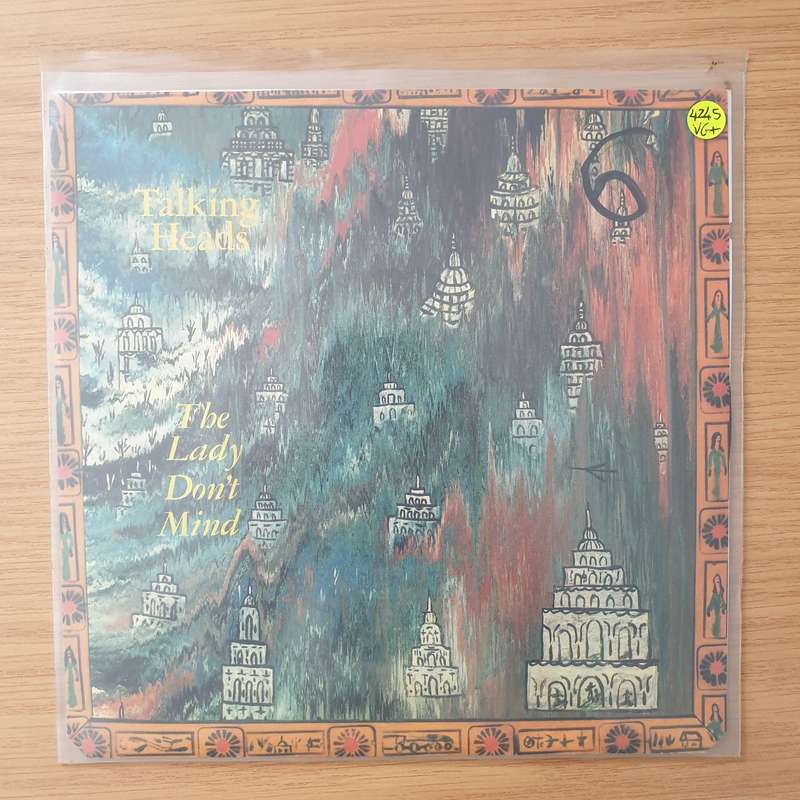 Talking
Heads
The
Lady
Don't
Mind
4245
VG+
6